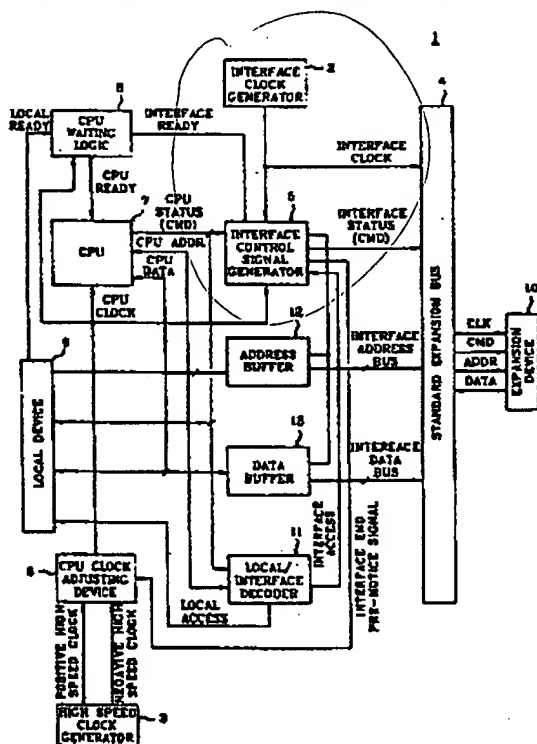 1
2
INTERFACE
CLOCK
GENERATOR
4
LOCAL
READY
CPU
WAITING
LOGIC
INTERFACE
READY
INTERFACE
CLOCK
CPU
READY
7
CPU
CPU STATUS
(CMD)
CPU ADDR
CPU
DATA
CPU
CLOCK
5
INTERFACE
CONTROL
SIGNAL
GENERATOR
INTERFACE
STATUS
(CMD)
STANDARD EXPANSION BUS
10
CLK
CMD
ADDR
DATA
EXPANSION
DEVICE
12
ADDRESS
BUFFER
INTERFACE
ADDRESS
BUS
LOCAL DEVICE
13
DATA
BUFFER
INTERFACE
DATA
BUS
INTERFACE
ACCESS
INTERFACE END
PRE-NOTICE SIGNAL
11
LOCAL/
INTERFACE
DECODER
LOCAL
ACCESS
CPU CLOCK
ADJUSTING
DEVICE
POSITIVE HIGH
SPEED CLOCK
NEGATIVE HIGH
SPEED CLOCK
HIGH SPEED
CLOCK
GENERATOR
3